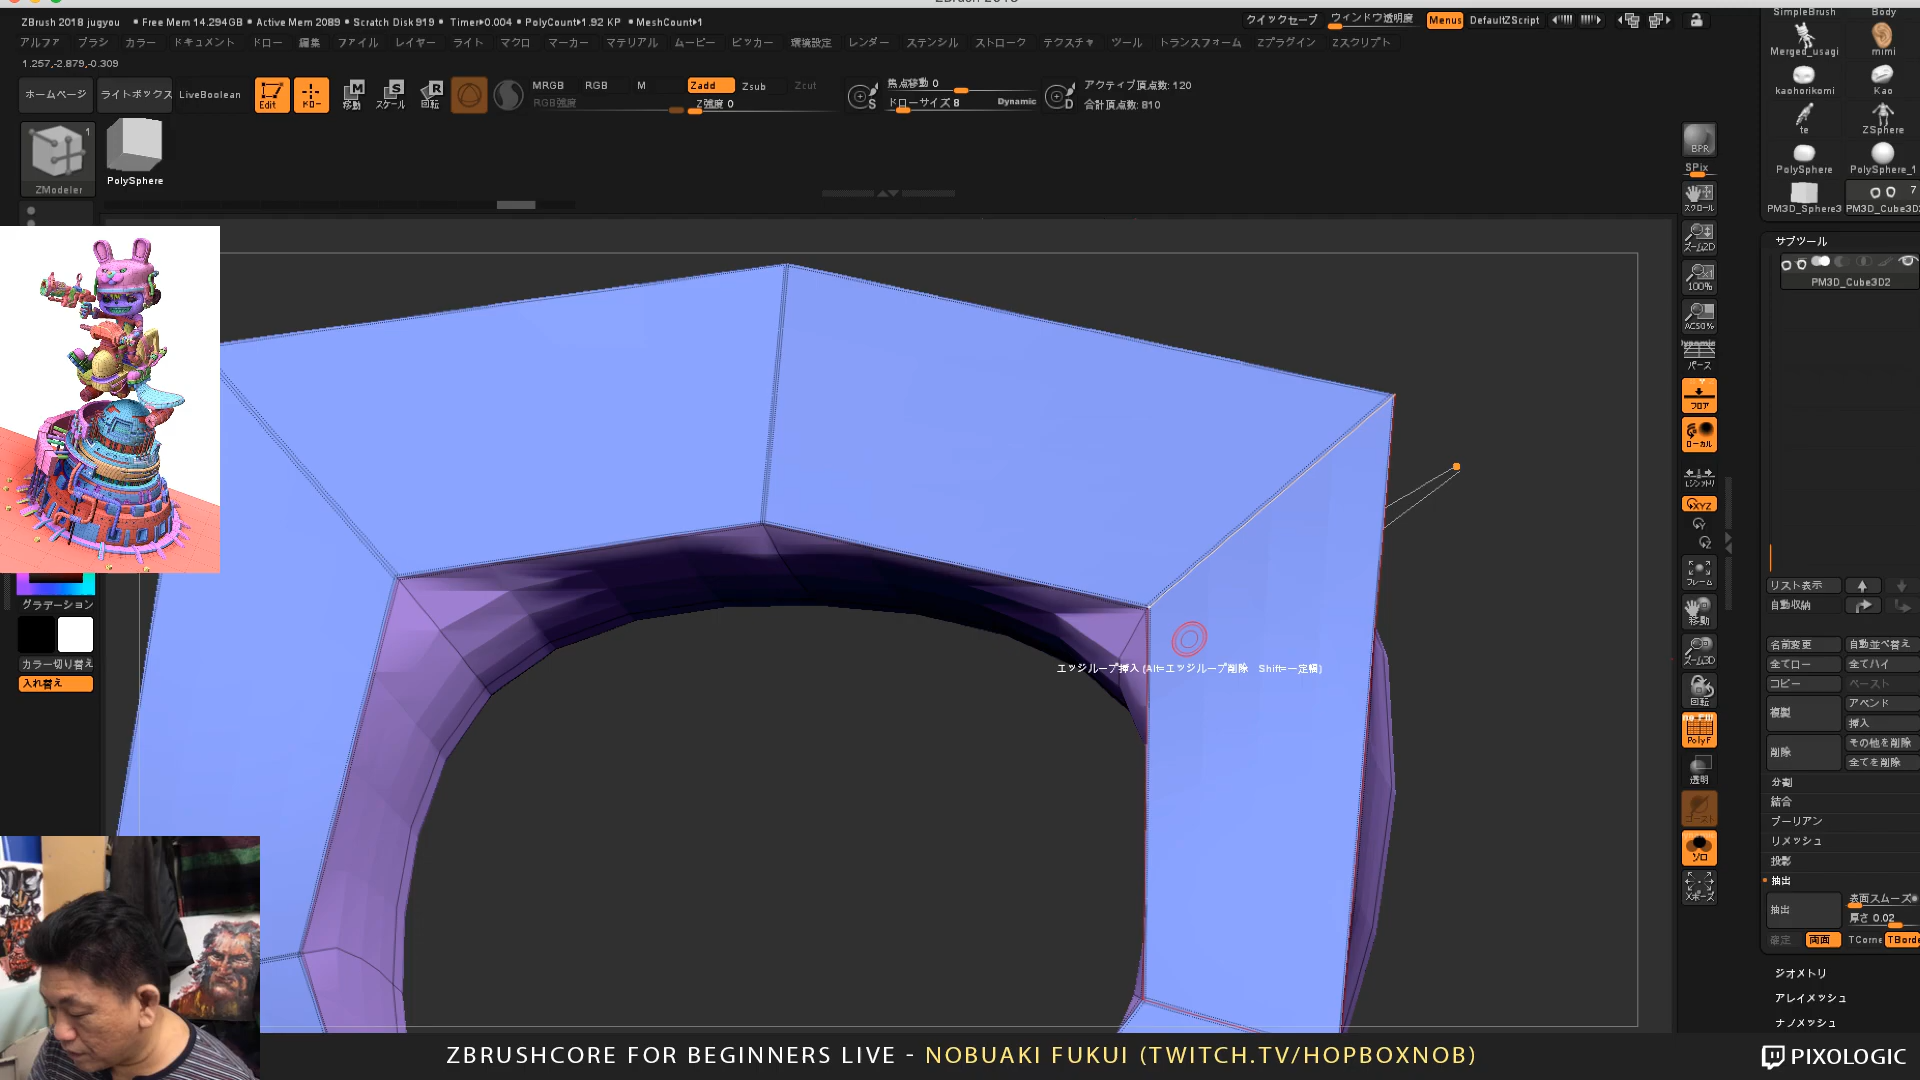 ZBrush 2018
ZBrush 2018 jugyou • Free Mem 14.294GB • Active Mem 2089 • Scratch Disk 919 • Timer▸0.004 • PolyCount▸1.92 KP • MeshCount▸1
クイックセーブ ウィンドウ透明度 Menus DefaultZScript
アルファ ブラシ カラー ドキュメント ドロー 編集 ファイル レイヤー ライト マクロ マーカー マテリアル ムービー ピッカー 環境設定 レンダー ステンシル ストローク テクスチャ ツール トランスフォーム Zプラグイン Zスクリプト
1.257,-2.879,-0.309
ホームページ ライトボックス LiveBoolean Edit ドロー 移動 スケール 回転
MRGB RGB M Zadd Zsub Zcut
RGB強度 Z強度 0
焦点移動 0
ドローサイズ 8 Dynamic
アクティブ頂点数: 120
合計頂点数: 810
1
ZModeler
PolySphere
グラデーション
カラー切り替え
入れ替え
エッジループ挿入 (Alt=エッジループ削除 Shift=一定幅)
BPR
SPix
スクロール
ズーム2D
100%
AC50%
Dynamic
パース
フロア
ローカル
Lシンメトリ
XYZ
フレーム
移動
ズーム3D
回転
PolyF
透明
ゴースト
ソロ
Xポーズ
SimpleBrush Body
Merged_usagi mimi
kaohorikomi Kao
te ZSphere
PolySphere PolySphere_1
7
PM3D_Sphere3 PM3D_Cube3D
サブツール
PM3D_Cube3D2
リスト表示
自動収納
名前変更 自動並べ替え
全てロー 全てハイ
コピー ペースト
複製 アペンド
挿入
削除 その他を削除
全てを削除
分割
結合
ブーリアン
リメッシュ
投影
抽出
抽出 表面スムーズ
厚さ 0.02
確定 両面 TCorne TBorde
ジオメトリ
アレイメッシュ
ナノメッシュ
ZBRUSHCORE FOR BEGINNERS LIVE - NOBUAKI FUKUI (TWITCH.TV/HOPBOXNOB)
PIXOLOGIC